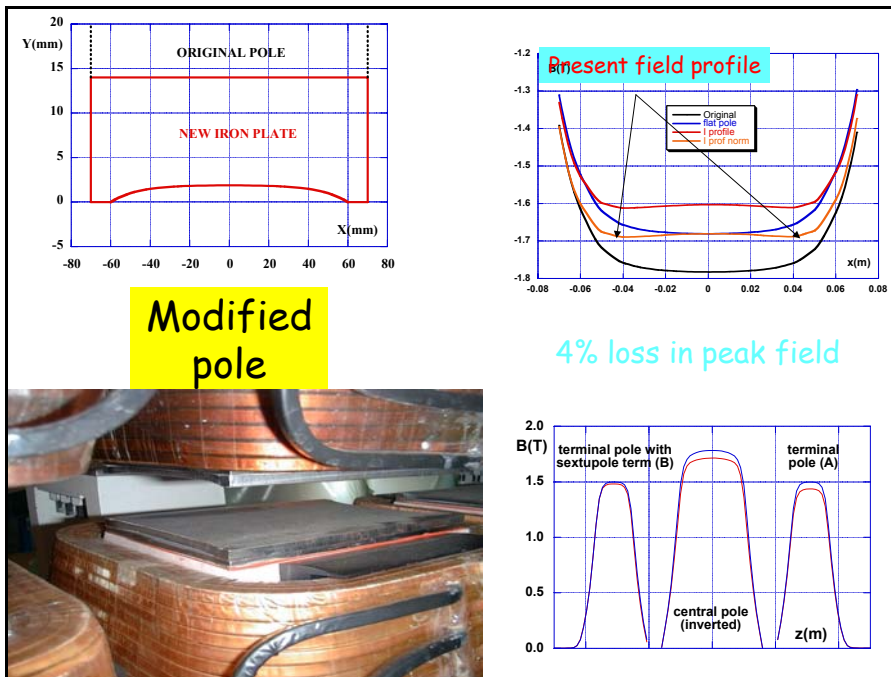 20
Y(mm)
15
10
5
0
-5
ORIGINAL POLE
NEW IRON PLATE
X(mm)
-80 -60 -40 -20 0 20 40 60 80
Modified
pole
Present field profile
B(T)
-1.2
-1.3
-1.4
-1.5
-1.6
-1.7
-1.8
Original
flat pole
I profile
I prof norm
x(m)
-0.08 -0.06 -0.04 -0.02 0 0.02 0.04 0.06 0.08
4% loss in peak field
2.0
B(T)
1.5
1.0
0.5
0.0
terminal pole with
sextupole term (B)
terminal
pole (A)
central pole
(inverted)
z(m)